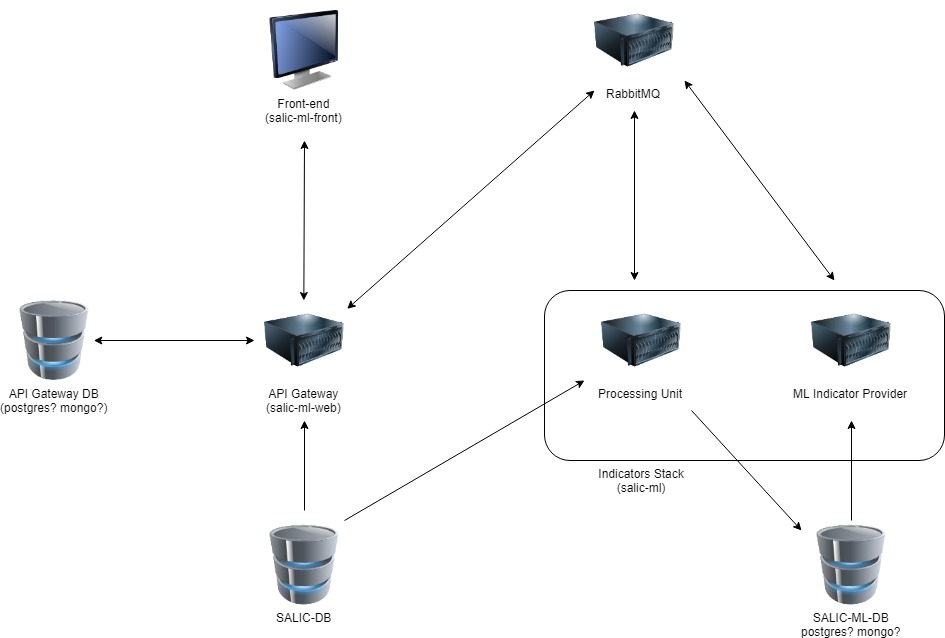 RabbitMQ
Front-end
(salic-ml-front)
API Gateway DB
(postgres? mongo?)
API Gateway
(salic-ml-web)
Processing Unit
ML Indicator Provider
Indicators Stack
(salic-ml)
SALIC-DB
SALIC-ML-DB
postgres? mongo?